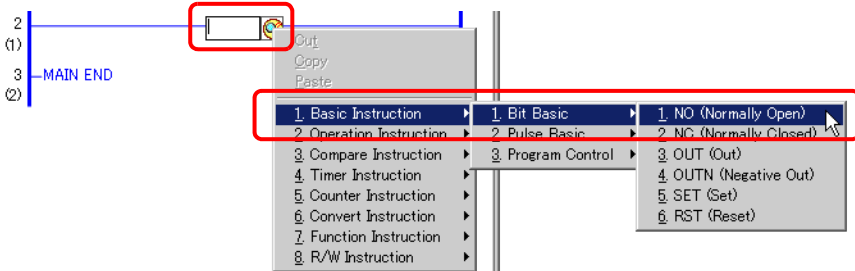 2
(1)
3 MAIN END
(2)
Cut
Copy
Paste
1. Basic Instruction
2. Operation Instruction
3. Compare Instruction
4. Timer Instruction
5. Counter Instruction
6. Convert Instruction
7. Function Instruction
8. R/W Instruction
1. Bit Basic
2. Pulse Basic
3. Program Control
1. NO (Normally Open)
2. NC (Normally Closed)
3. OUT (Out)
4. OUTN (Negative Out)
5. SET (Set)
6. RST (Reset)